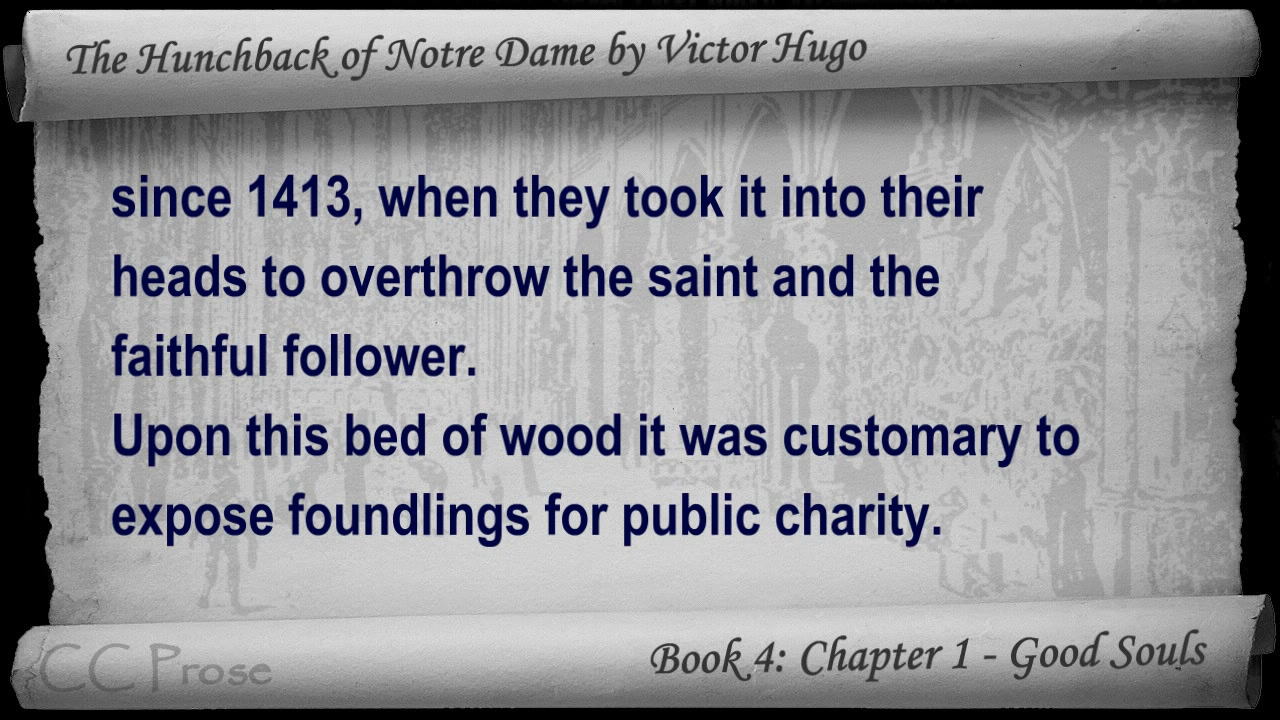 The Hunchback of Notre Dame by Victor Hugo
since 1413, when they took it into their
heads to overthrow the saint and the
faithful follower.
Upon this bed of wood it was customary to
expose foundlings for public charity.
CC Prose
Book 4: Chapter 1 - Good Souls